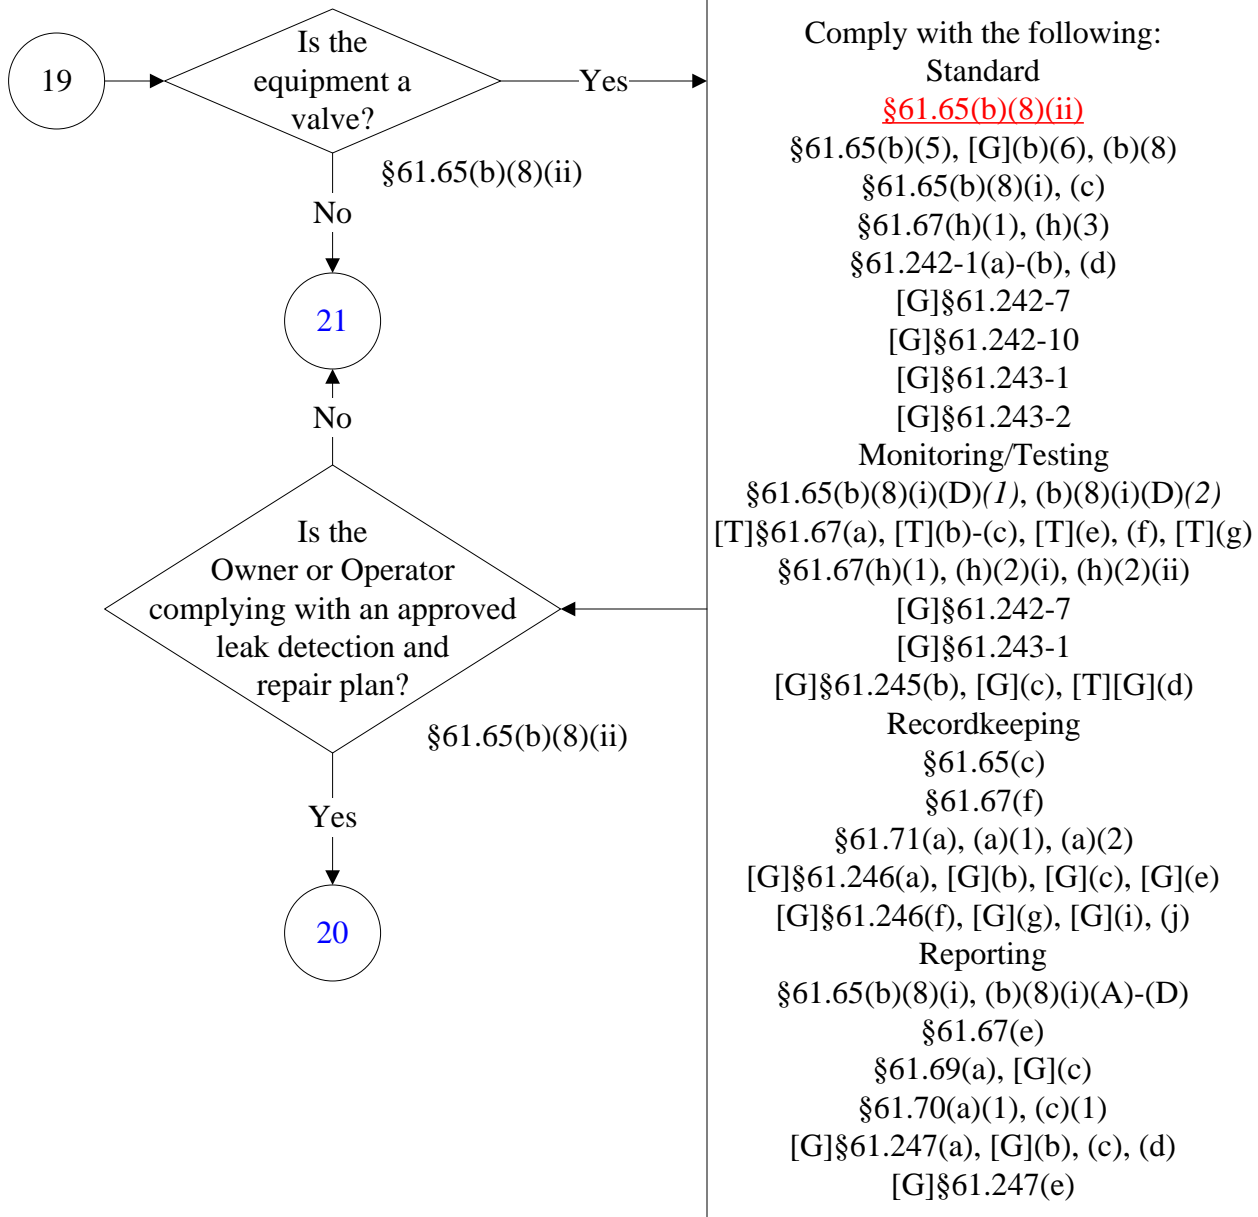 19
Is the
equipment a
valve?
Yes
§61.65(b)(8)(ii)
No
21
No
Is the
Owner or Operator
complying with an approved
leak detection and
repair plan?
§61.65(b)(8)(ii)
Yes
20
Comply with the following:
Standard
§61.65(b)(8)(ii)
§61.65(b)(5), [G](b)(6), (b)(8)
§61.65(b)(8)(i), (c)
§61.67(h)(1), (h)(3)
§61.242-1(a)-(b), (d)
[G]§61.242-7
[G]§61.242-10
[G]§61.243-1
[G]§61.243-2
Monitoring/Testing
§61.65(b)(8)(i)(D)(1), (b)(8)(i)(D)(2)
[T]§61.67(a), [T](b)-(c), [T](e), (f), [T](g)
§61.67(h)(1), (h)(2)(i), (h)(2)(ii)
[G]§61.242-7
[G]§61.243-1
[G]§61.245(b), [G](c), [T][G](d)
Recordkeeping
§61.65(c)
§61.67(f)
§61.71(a), (a)(1), (a)(2)
[G]§61.246(a), [G](b), [G](c), [G](e)
[G]§61.246(f), [G](g), [G](i), (j)
Reporting
§61.65(b)(8)(i), (b)(8)(i)(A)-(D)
§61.67(e)
§61.69(a), [G](c)
§61.70(a)(1), (c)(1)
[G]§61.247(a), [G](b), (c), (d)
[G]§61.247(e)